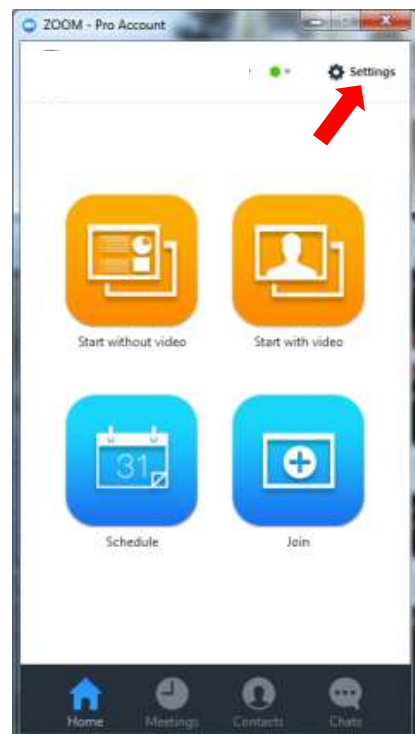 ZOOM - Pro Account
Settings
Start without video Start with video
31
Schedule Join
Home Meetings Contacts Chats